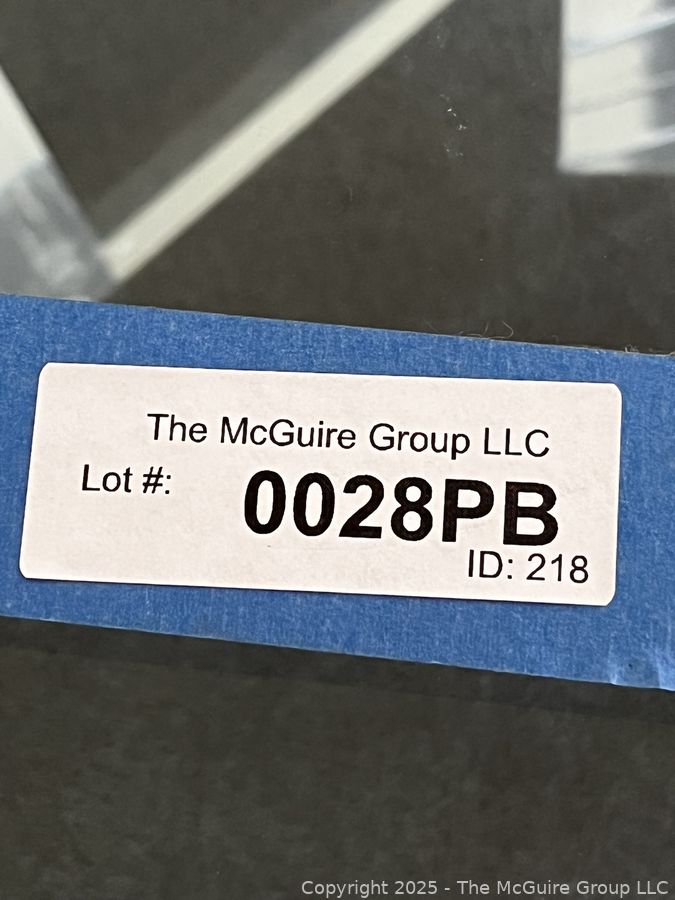 The McGuire Group LLC
Lot #:
0028PB
ID: 218
Copyright 2025 - The McGuire Group LLC